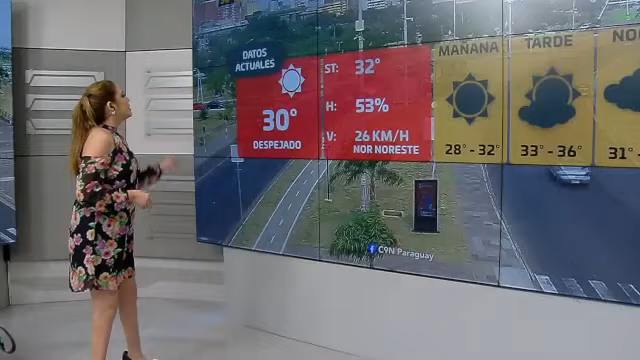 DATOS
ACTUALES
30°
DESPEJADO
ST: 32°
H: 53%
V: 26 KM/H
NOR NORESTE
MAÑANA
28° - 32°
TARDE
33° - 36°
31° -
C9N Paraguay